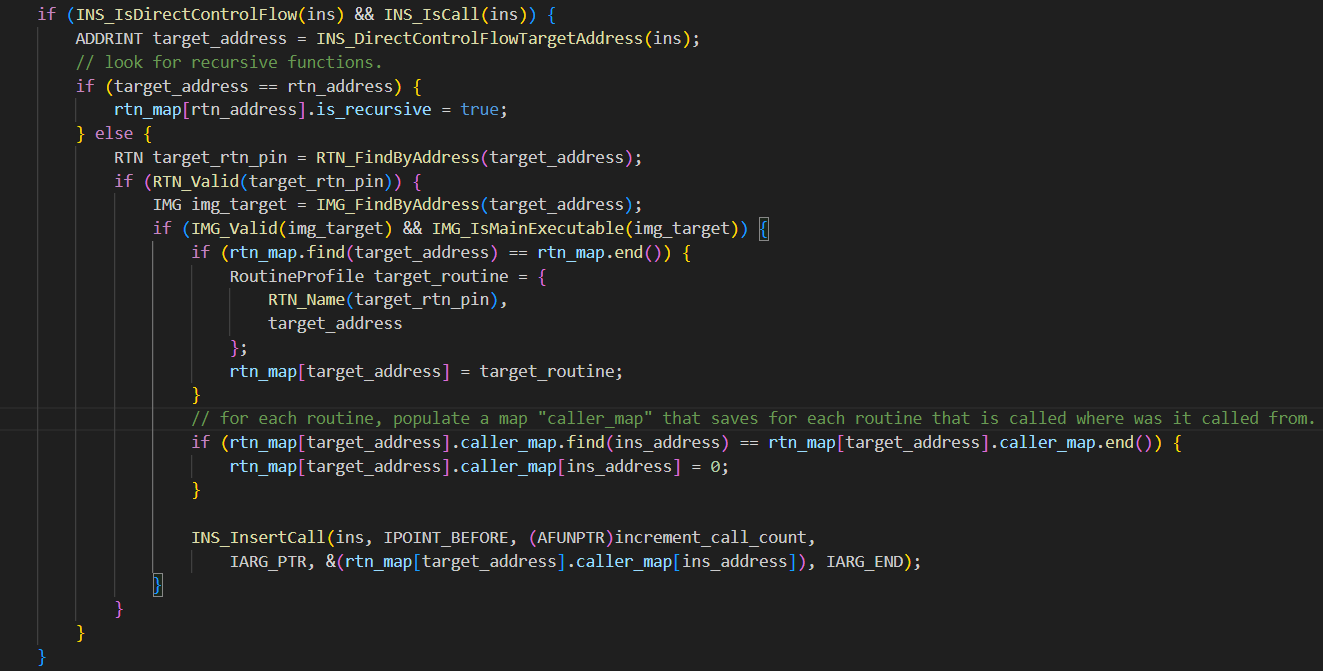 if (INS_IsDirectControlFlow(ins) && INS_IsCall(ins)) {
    ADDRINT target_address = INS_DirectControlFlowTargetAddress(ins);
    // look for recursive functions.
    if (target_address == rtn_address) {
        rtn_map[rtn_address].is_recursive = true;
    } else {
        RTN target_rtn_pin = RTN_FindByAddress(target_address);
        if (RTN_Valid(target_rtn_pin)) {
            IMG img_target = IMG_FindByAddress(target_address);
            if (IMG_Valid(img_target) && IMG_IsMainExecutable(img_target)) {
                if (rtn_map.find(target_address) == rtn_map.end()) {
                    RoutineProfile target_routine = {
                        RTN_Name(target_rtn_pin),
                        target_address
                    };
                    rtn_map[target_address] = target_routine;
                }
                // for each routine, populate a map "caller_map" that saves for each routine that is called where was it called from.
                if (rtn_map[target_address].caller_map.find(ins_address) == rtn_map[target_address].caller_map.end()) {
                    rtn_map[target_address].caller_map[ins_address] = 0;
                }

                INS_InsertCall(ins, IPOINT_BEFORE, (AFUNPTR)increment_call_count,
                    IARG_PTR, &(rtn_map[target_address].caller_map[ins_address]), IARG_END);
            }
        }
    }
}